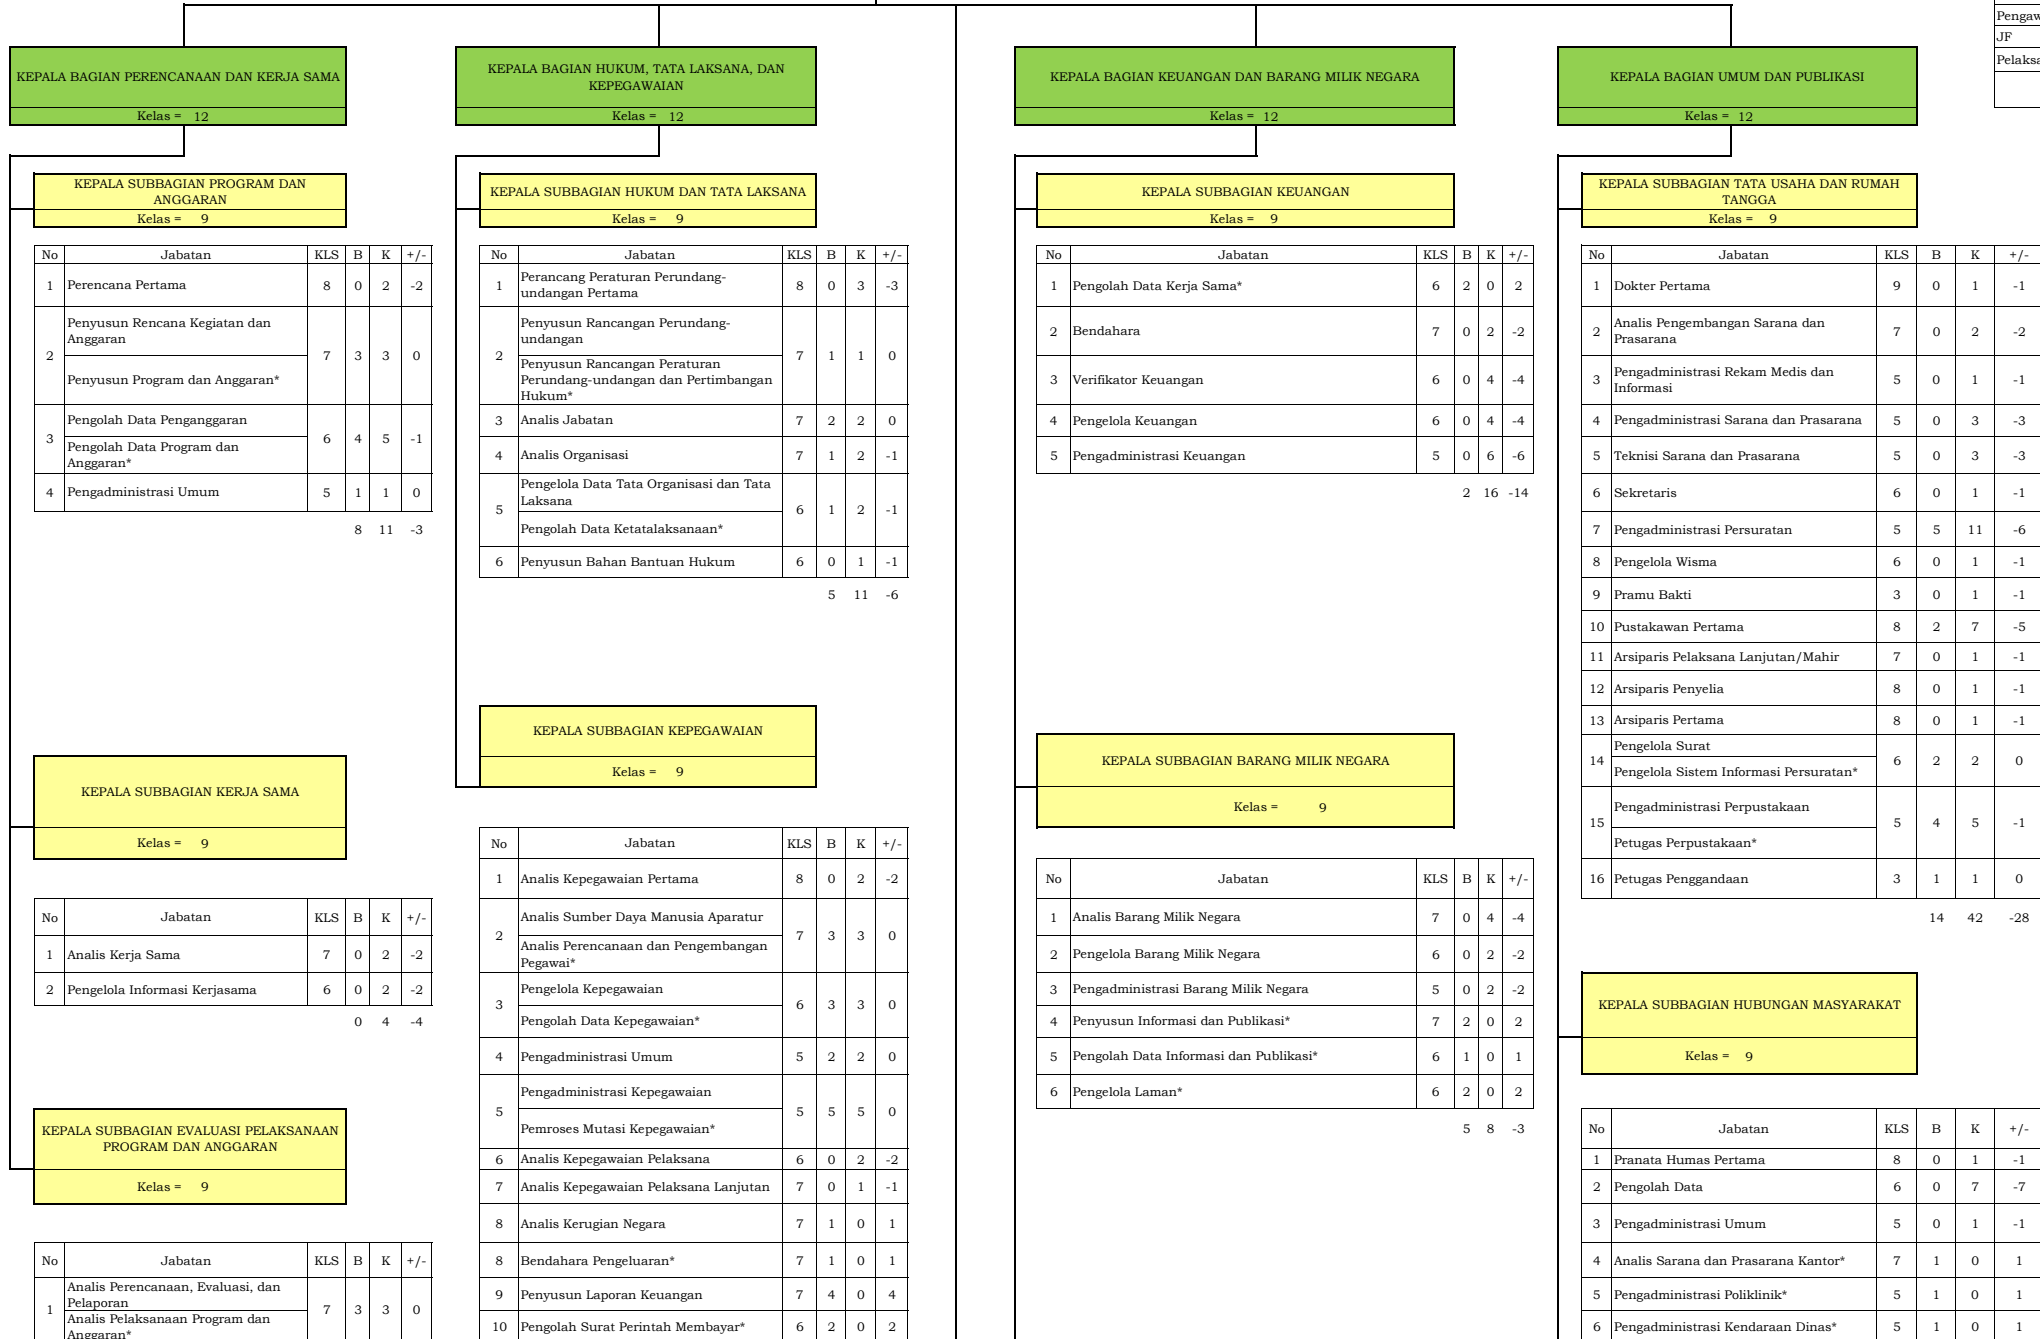 Pengaw
JF
Pelaksa
KEPALA BAGIAN PERENCANAAN DAN KERJA SAMA
Kelas = 12
KEPALA SUBBAGIAN PROGRAM DAN
ANGGARAN
Kelas = 9
No Jabatan KLS B K +/-
1 Perencana Pertama 8 0 2 -2
Penyusun Rencana Kegiatan dan
Anggaran
2 7 3 3 0
Penyusun Program dan Anggaran*
Pengolah Data Penganggaran
3 6 4 5 -1
Pengolah Data Program dan
Anggaran*
4 Pengadministrasi Umum 5 1 1 0
8 11 -3
KEPALA SUBBAGIAN KERJA SAMA
Kelas = 9
No Jabatan KLS B K +/-
1 Analis Kerja Sama 7 0 2 -2
2 Pengelola Informasi Kerjasama 6 0 2 -2
0 4 -4
KEPALA SUBBAGIAN EVALUASI PELAKSANAAN
PROGRAM DAN ANGGARAN
Kelas = 9
No Jabatan KLS B K +/-
Analis Perencanaan, Evaluasi, dan
Pelaporan
1 7 3 3 0
Analis Pelaksanaan Program dan
Anggaran*
KEPALA BAGIAN HUKUM, TATA LAKSANA, DAN
KEPEGAWAIAN
Kelas = 12
KEPALA SUBBAGIAN HUKUM DAN TATA LAKSANA
Kelas = 9
No Jabatan KLS B K +/-
Perancang Peraturan Perundang-
1 undangan Pertama 8 0 3 -3
Penyusun Rancangan Perundang-
undangan
2 7 1 1 0
Penyusun Rancangan Peraturan
Perundang-undangan dan Pertimbangan
Hukum*
3 Analis Jabatan 7 2 2 0
4 Analis Organisasi 7 1 2 -1
Pengelola Data Tata Organisasi dan Tata
Laksana
5 6 1 2 -1
Pengolah Data Ketatalaksanaan*
6 Penyusun Bahan Bantuan Hukum 6 0 1 -1
5 11 -6
KEPALA SUBBAGIAN KEPEGAWAIAN
Kelas = 9
No Jabatan KLS B K +/-
1 Analis Kepegawaian Pertama 8 0 2 -2
Analis Sumber Daya Manusia Aparatur
2 7 3 3 0
Analis Perencanaan dan Pengembangan
Pegawai*
Pengelola Kepegawaian
3 6 3 3 0
Pengolah Data Kepegawaian*
4 Pengadministrasi Umum 5 2 2 0
Pengadministrasi Kepegawaian
5 5 5 5 0
Pemroses Mutasi Kepegawaian*
6 Analis Kepegawaian Pelaksana 6 0 2 -2
7 Analis Kepegawaian Pelaksana Lanjutan 7 0 1 -1
8 Analis Kerugian Negara 7 1 0 1
8 Bendahara Pengeluaran* 7 1 0 1
9 Penyusun Laporan Keuangan 7 4 0 4
10 Pengolah Surat Perintah Membayar* 6 2 0 2
KEPALA BAGIAN KEUANGAN DAN BARANG MILIK NEGARA
Kelas = 12
KEPALA SUBBAGIAN KEUANGAN
Kelas = 9
No Jabatan KLS B K +/-
1 Pengolah Data Kerja Sama* 6 2 0 2
2 Bendahara 7 0 2 -2
3 Verifikator Keuangan 6 0 4 -4
4 Pengelola Keuangan 6 0 4 -4
5 Pengadministrasi Keuangan 5 0 6 -6
2 16 -14
KEPALA SUBBAGIAN BARANG MILIK NEGARA
Kelas = 9
No Jabatan KLS B K +/-
1 Analis Barang Milik Negara 7 0 4 -4
2 Pengelola Barang Milik Negara 6 0 2 -2
3 Pengadministrasi Barang Milik Negara 5 0 2 -2
4 Penyusun Informasi dan Publikasi* 7 2 0 2
5 Pengolah Data Informasi dan Publikasi* 6 1 0 1
6 Pengelola Laman* 6 2 0 2
5 8 -3
KEPALA BAGIAN UMUM DAN PUBLIKASI
Kelas = 12
KEPALA SUBBAGIAN TATA USAHA DAN RUMAH
TANGGA
Kelas = 9
No Jabatan KLS B K +/-
1 Dokter Pertama 9 0 1 -1
Analis Pengembangan Sarana dan
2 Prasarana 7 0 2 -2
Pengadministrasi Rekam Medis dan
3 Informasi 5 0 1 -1
4 Pengadministrasi Sarana dan Prasarana 5 0 3 -3
5 Teknisi Sarana dan Prasarana 5 0 3 -3
6 Sekretaris 6 0 1 -1
7 Pengadministrasi Persuratan 5 5 11 -6
8 Pengelola Wisma 6 0 1 -1
9 Pramu Bakti 3 0 1 -1
10 Pustakawan Pertama 8 2 7 -5
11 Arsiparis Pelaksana Lanjutan/Mahir 7 0 1 -1
12 Arsiparis Penyelia 8 0 1 -1
13 Arsiparis Pertama 8 0 1 -1
Pengelola Surat
14 6 2 2 0
Pengelola Sistem Informasi Persuratan*
Pengadministrasi Perpustakaan
15 5 4 5 -1
Petugas Perpustakaan*
16 Petugas Penggandaan 3 1 1 0
14 42 -28
KEPALA SUBBAGIAN HUBUNGAN MASYARAKAT
Kelas = 9
No Jabatan KLS B K +/-
1 Pranata Humas Pertama 8 0 1 -1
2 Pengolah Data 6 0 7 -7
3 Pengadministrasi Umum 5 0 1 -1
4 Analis Sarana dan Prasarana Kantor* 7 1 0 1
5 Pengadministrasi Poliklinik* 5 1 0 1
6 Pengadministrasi Kendaraan Dinas* 5 1 0 1